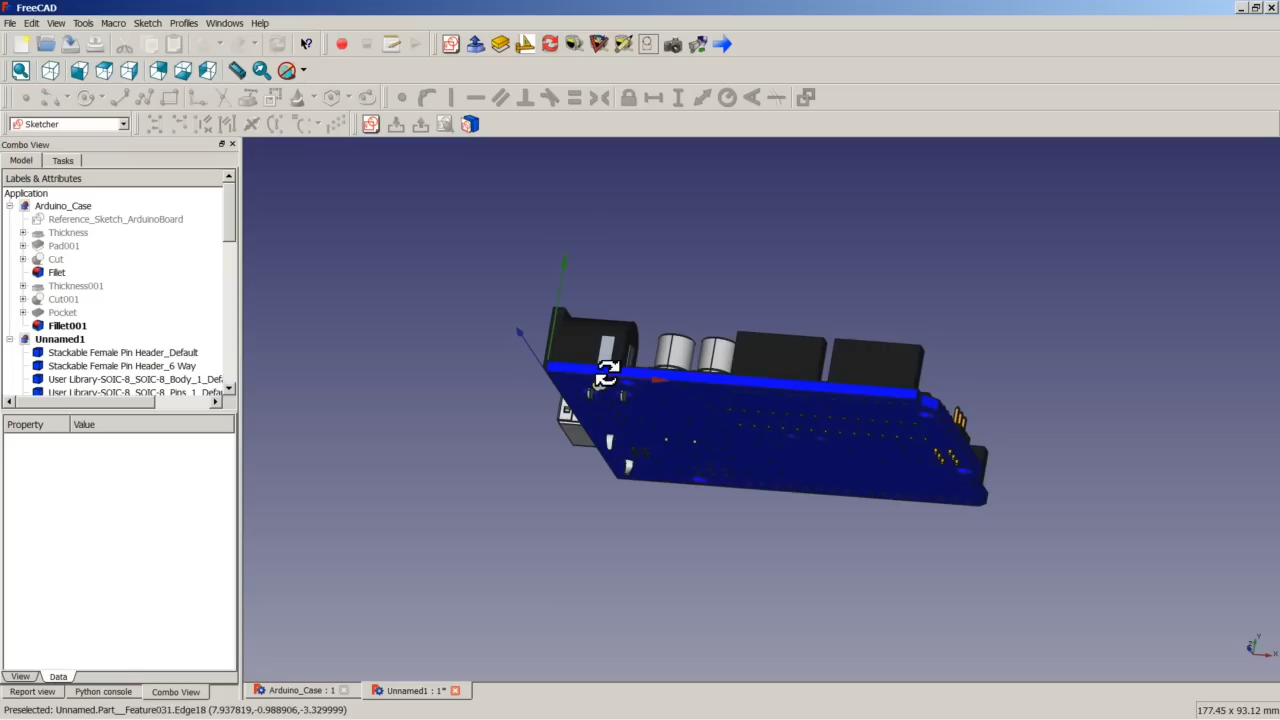 FreeCAD
File Edit View Tools Macro Sketch Profiles Windows Help
Sketcher
Combo View
Model Tasks
Labels & Attributes
Application
Arduino_Case
Reference_Sketch_ArduinoBoard
Thickness
Pad001
Cut
Fillet
Thickness001
Cut001
Pocket
Fillet001
Unnamed1
Stackable Female Pin Header_Default
Stackable Female Pin Header_6 Way
User Library-SOIC-8_SOIC-8_Body_1_Defa
User Library-SOIC-8_SOIC-8_Pins_1_Defau
Property Value
View Data
Report view Python console Combo View
Arduino_Case : 1 Unnamed1 : 1*
Y
Z
X
Preselected: Unnamed.Part__Feature031.Edge18 (7.937819,-0.988906,-3.329999)
177.45 x 93.12 mm